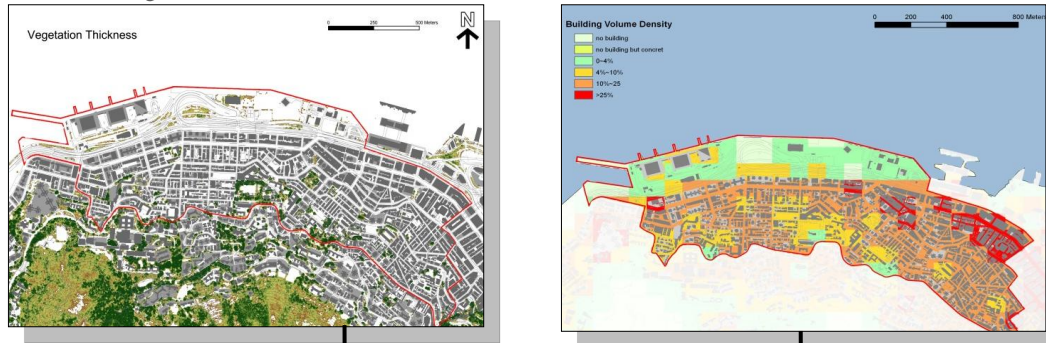 Vegetation Thickness
0 250 500 Meters
N
Building Volume Density
no building
no building but concret
0~4%
4%~10%
10%~25
>25%
0 200 400 800 Meters